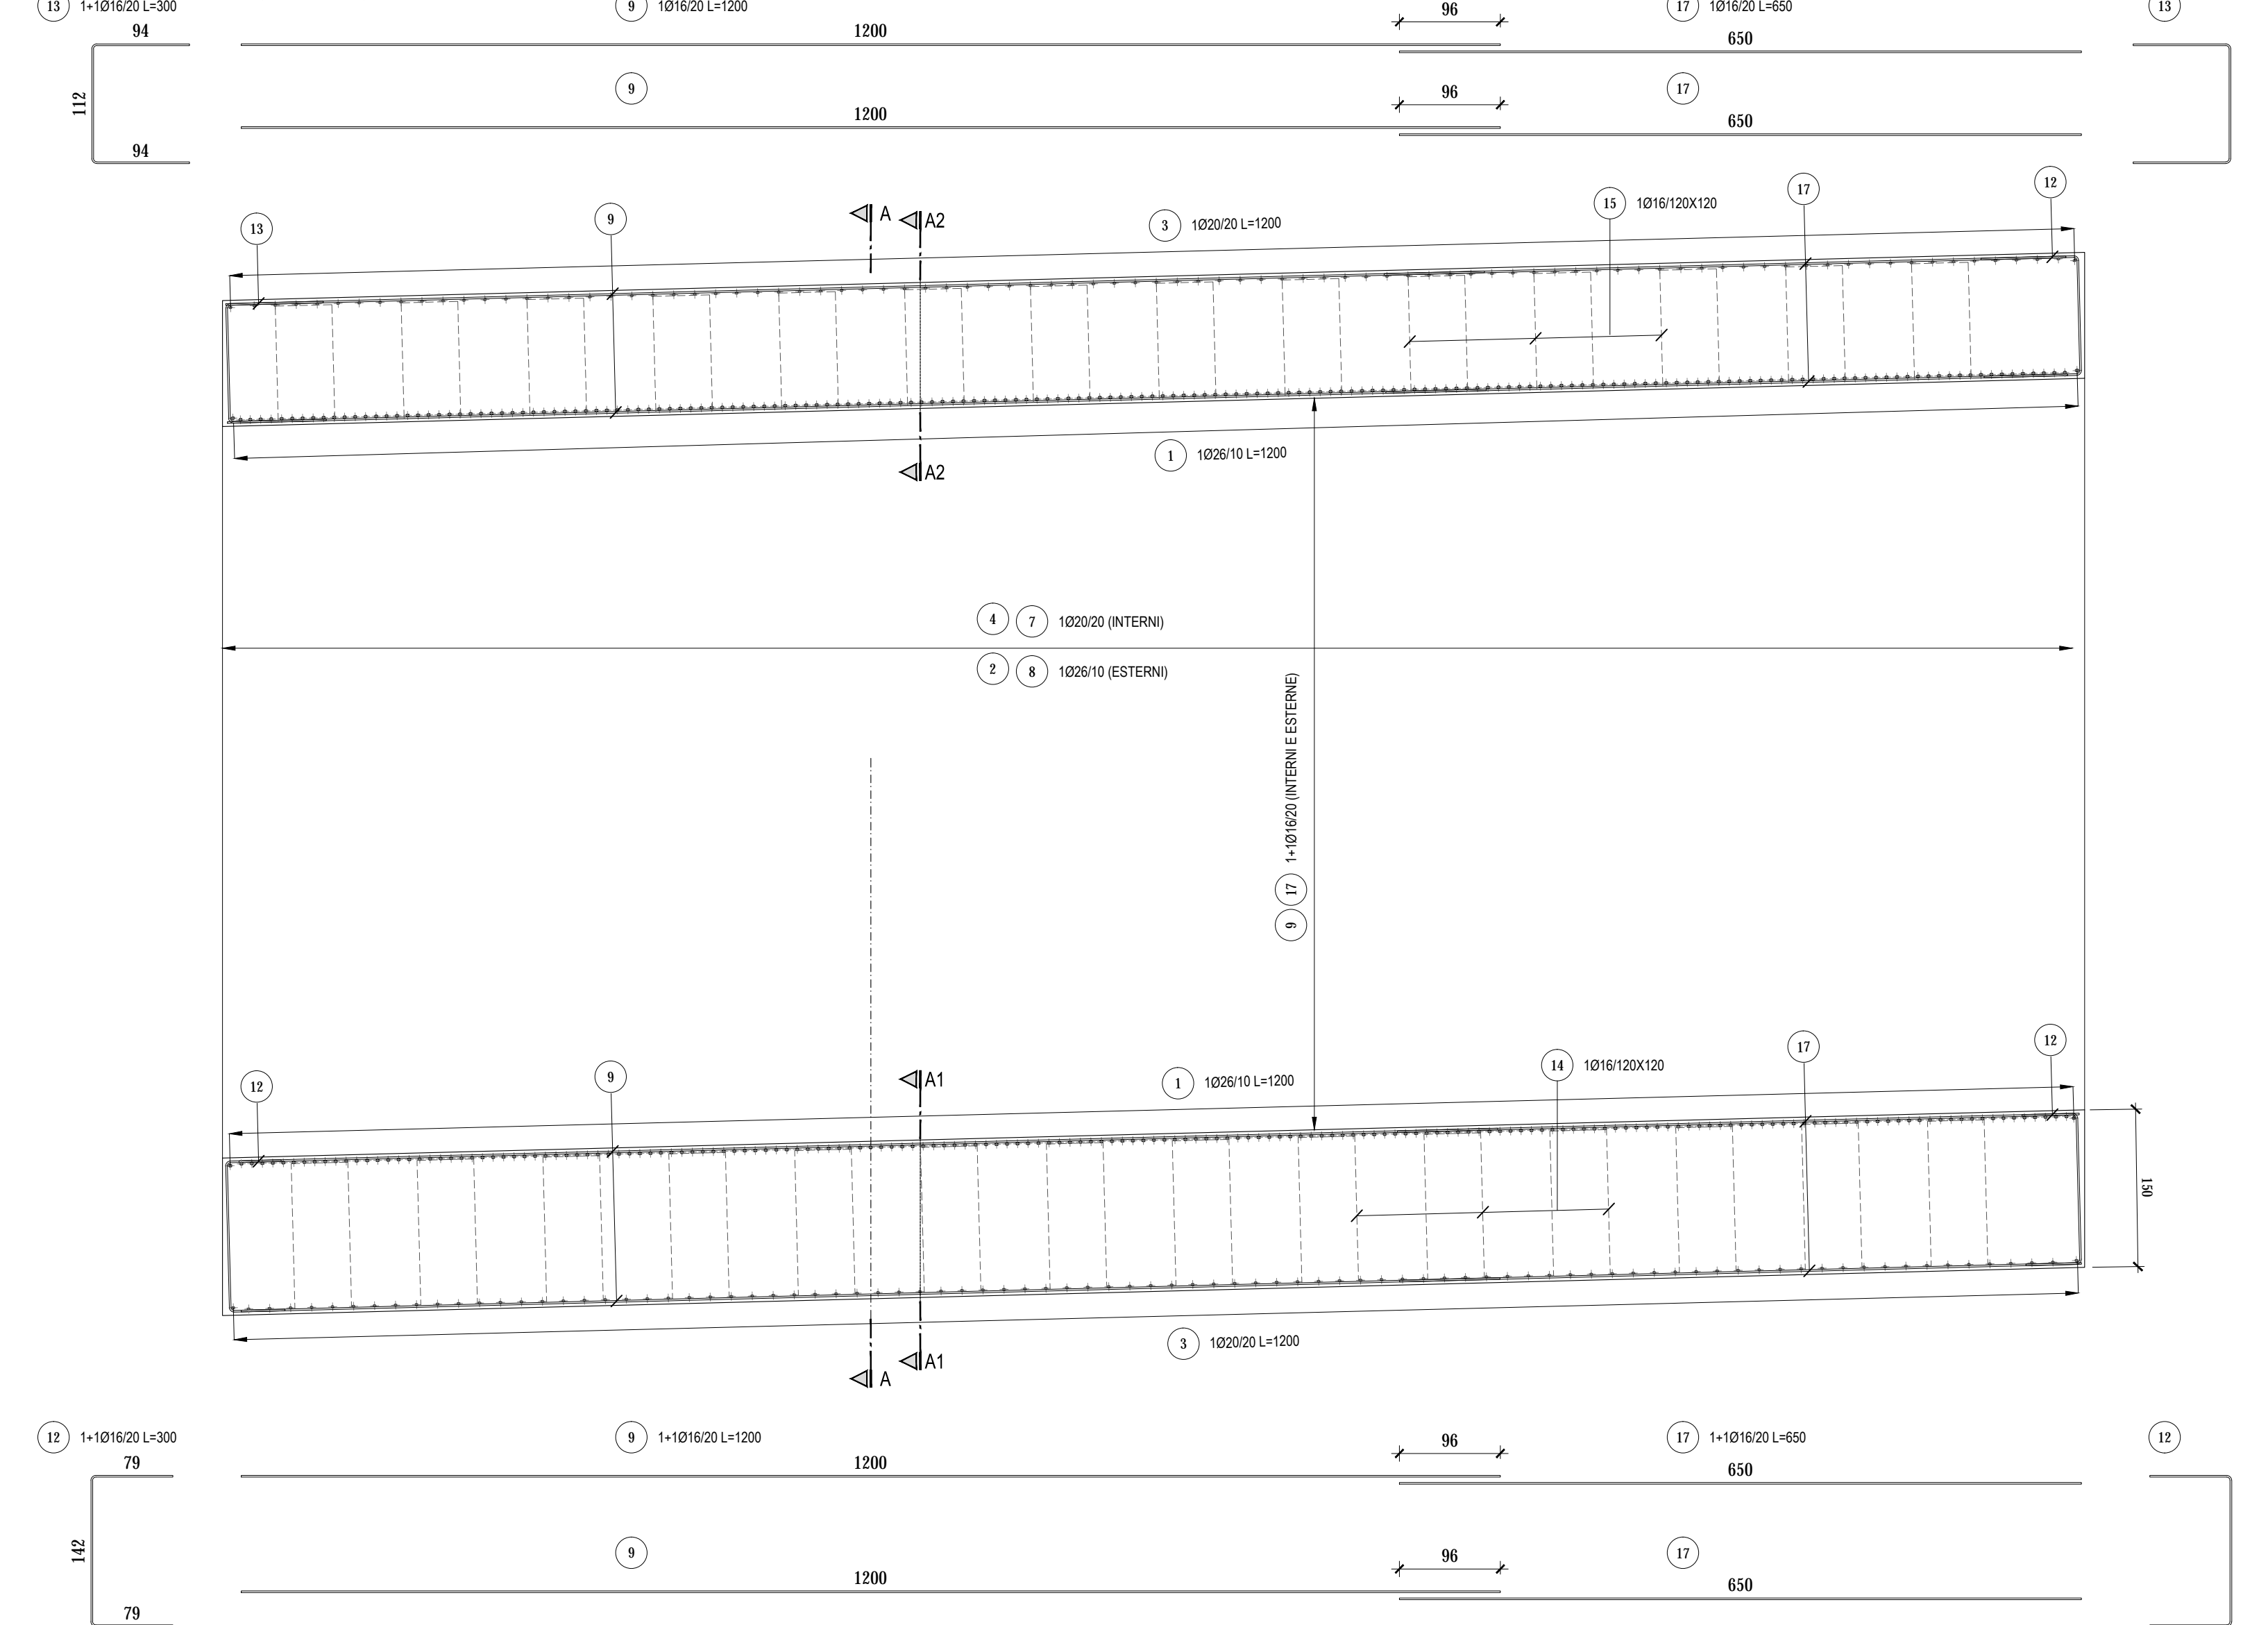 13 1+1Ø16/20 L=300
9 1Ø16/20 L=1200
96
17 1Ø16/20 L=650
13
94
1200
650
112
9
96
17
1200
650
94
13
9
A
A2
3 1Ø20/20 L=1200
15 1Ø16/120X120
17
12
1 1Ø26/10 L=1200
A2
4 7 1Ø20/20 (INTERNI)
2 8 1Ø26/10 (ESTERNI)
9 17 1+1Ø16/20 (INTERNI E ESTERNE)
12
9
A1
1 1Ø26/10 L=1200
14 1Ø16/120X120
17
12
150
3 1Ø20/20 L=1200
A1
A
12 1+1Ø16/20 L=300
9 1+1Ø16/20 L=1200
96
17 1+1Ø16/20 L=650
12
79
1200
650
142
9
96
17
1200
650
79